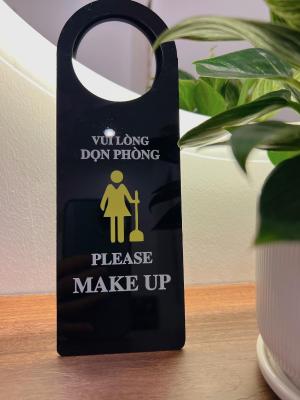 VUI LÒNG
DỌN PHÒNG
PLEASE
MAKE UP